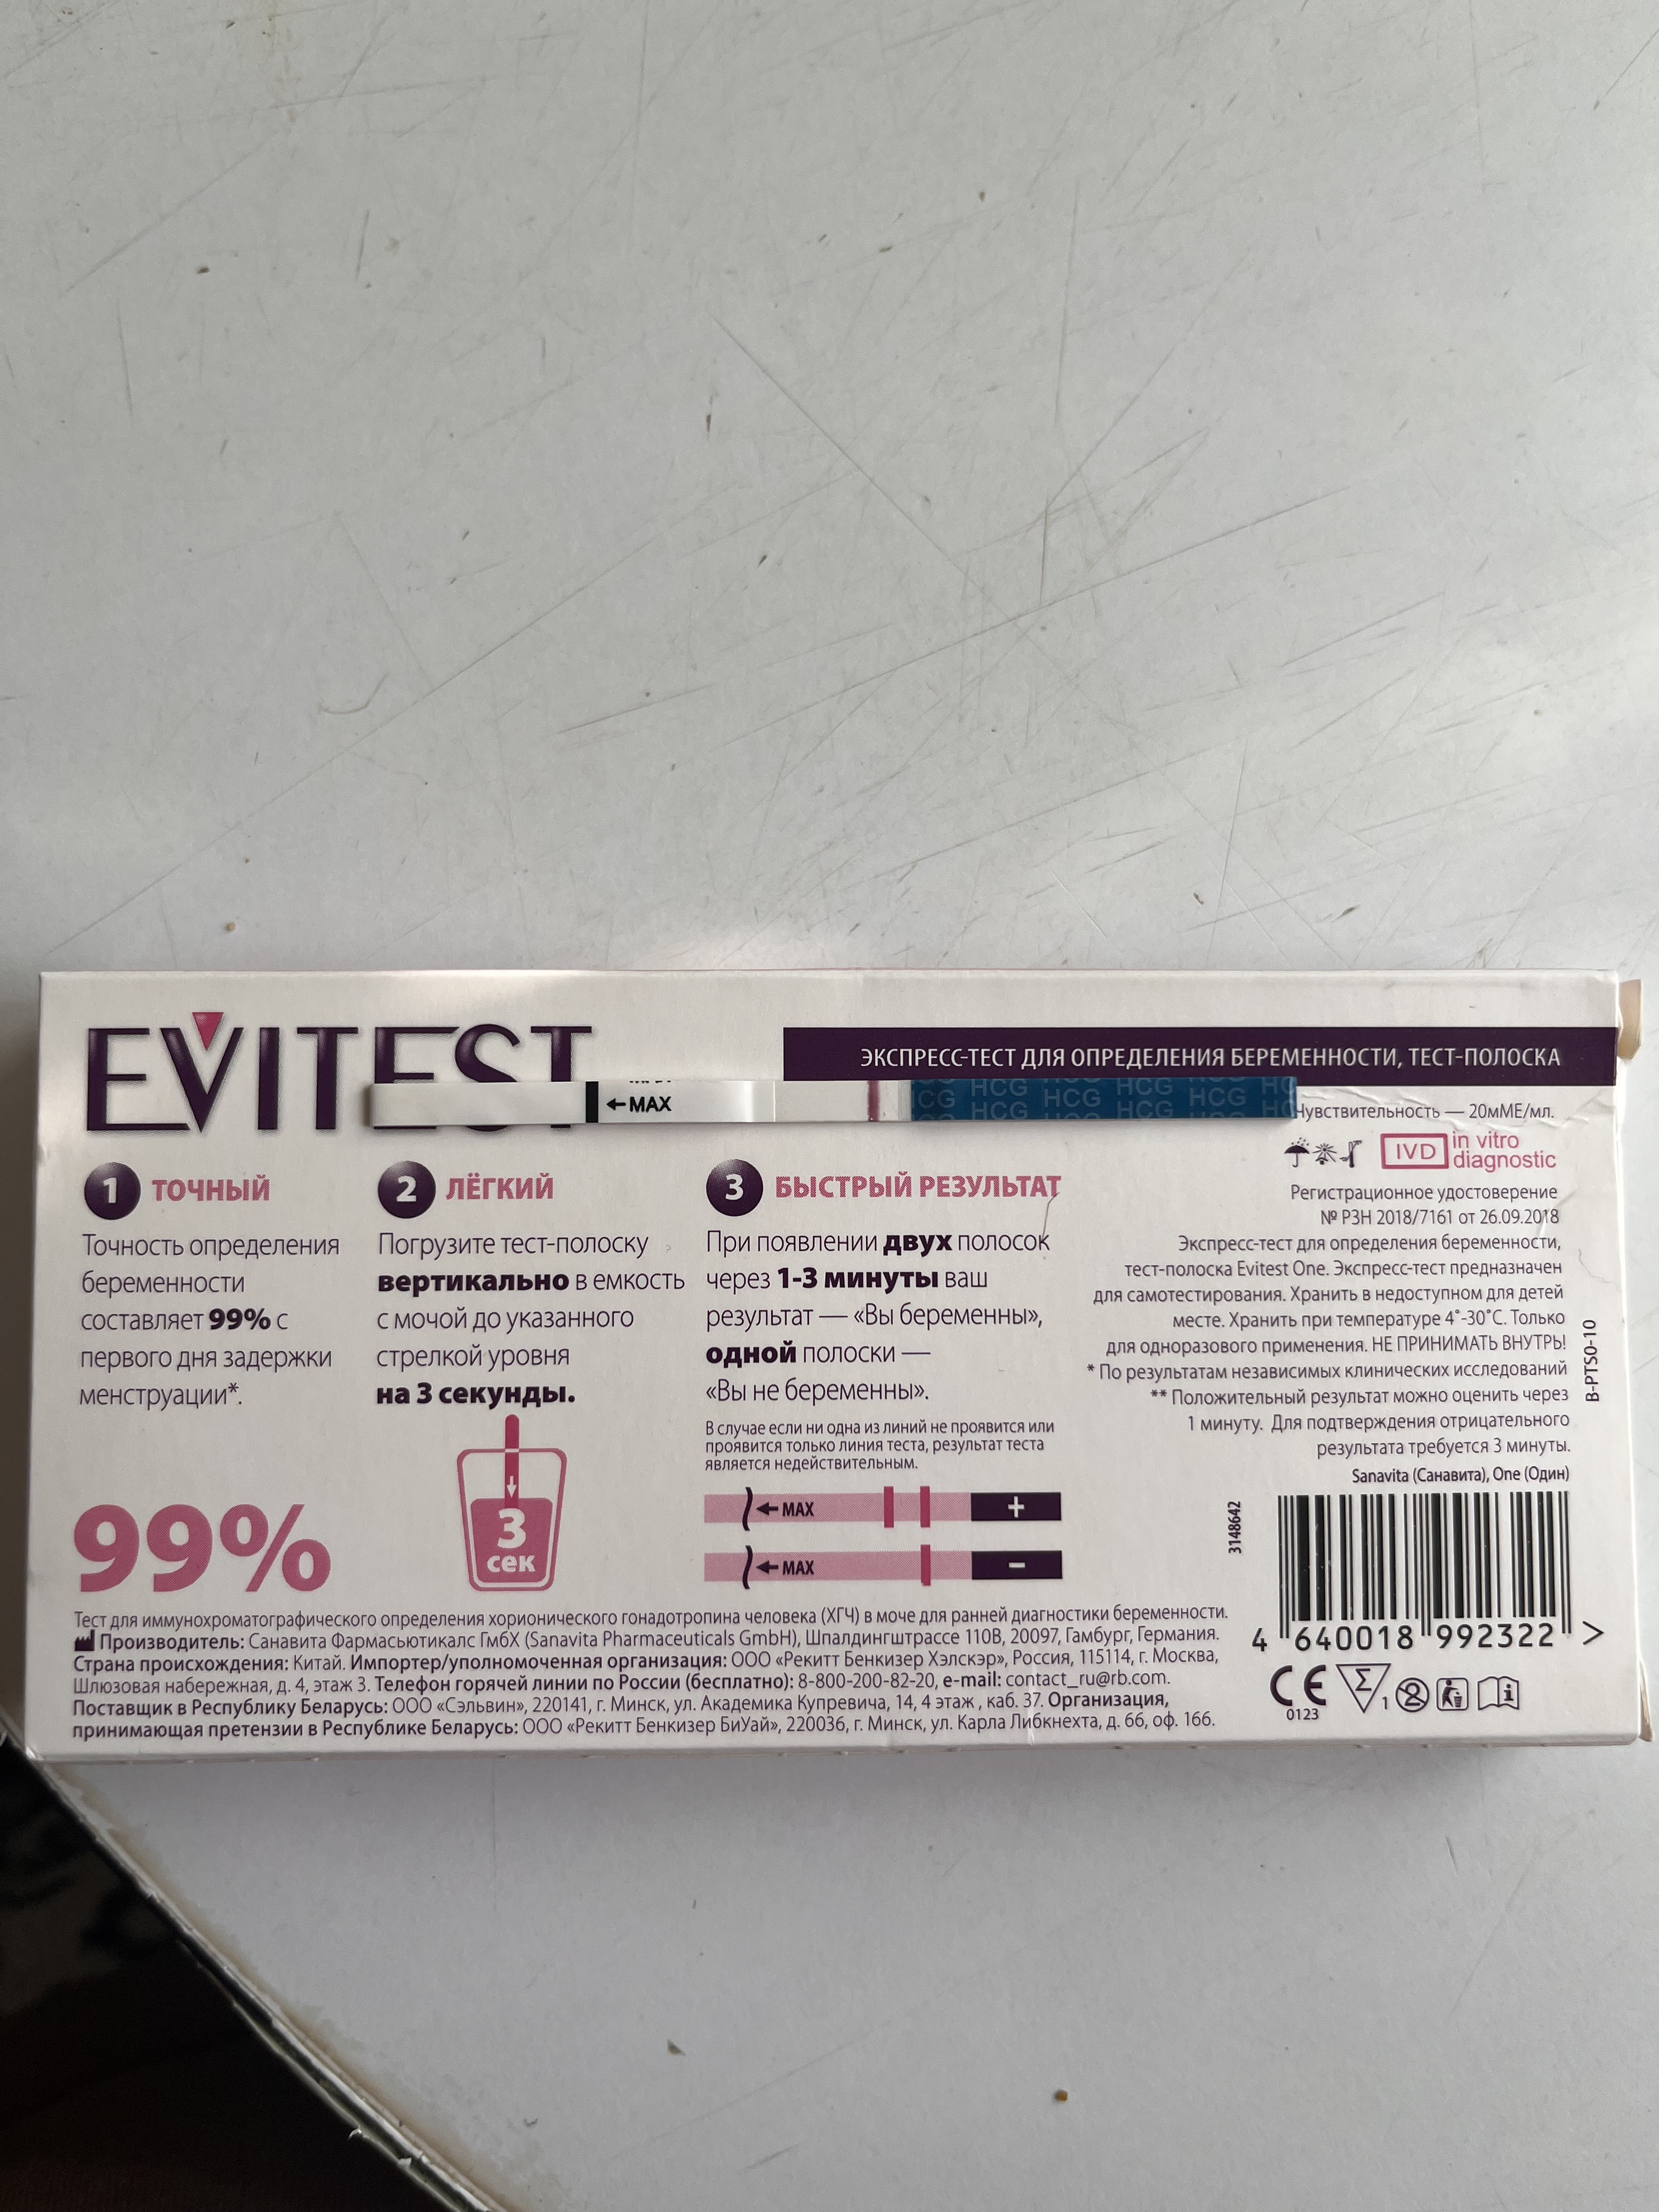 EVITEST
ЭКСПРЕСС-ТЕСТ ДЛЯ ОПРЕДЕЛЕНИЯ БЕРЕМЕННОСТИ, ТЕСТ-ПОЛОСКА
←MAX
HCG HCG HCG
HCG HCG HCG
Чувствительность — 20мМЕ/мл.
1 ТОЧНЫЙ
Точность определения
беременности
составляет 99% с
первого дня задержки
менструации*.
99%
2 ЛЁГКИЙ
Погрузите тест-полоску
вертикально в емкость
с мочой до указанного
стрелкой уровня
на 3 секунды.
3
сек
3 БЫСТРЫЙ РЕЗУЛЬТАТ
При появлении двух полосок
через 1-3 минуты ваш
результат — «Вы беременны»,
одной полоски —
«Вы не беременны».
В случае если ни одна из линий не проявится или
проявится только линия теста, результат теста
является недействительным.
←MAX +
←MAX –
IVD in vitro
diagnostic
Регистрационное удостоверение
№ РЗН 2018/7161 от 26.09.2018
Экспресс-тест для определения беременности,
тест-полоска Evitest One. Экспресс-тест предназначен
для самотестирования. Хранить в недоступном для детей
месте. Хранить при температуре 4°-30°С. Только
для одноразового применения. НЕ ПРИНИМАТЬ ВНУТРЬ!
* По результатам независимых клинических исследований
** Положительный результат можно оценить через
1 минуту. Для подтверждения отрицательного
результата требуется 3 минуты.
Sanavita (Санавита), One (Один)
B-PTS0-10
3148642
4 640018 992322 >
CE
0123
Σ 1
2
i
Тест для иммунохроматографического определения хорионического гонадотропина человека (ХГЧ) в моче для ранней диагностики беременности.
Производитель: Санавита Фармасьютикалс ГмбХ (Sanavita Pharmaceuticals GmbH), Шпалдингштрассе 110В, 20097, Гамбург, Германия.
Страна происхождения: Китай. Импортер/уполномоченная организация: ООО «Рекитт Бенкизер Хэлскэр», Россия, 115114, г. Москва,
Шлюзовая набережная, д. 4, этаж 3. Телефон горячей линии по России (бесплатно): 8-800-200-82-20, e-mail: contact_ru@rb.com.
Поставщик в Республику Беларусь: ООО «Сэльвин», 220141, г. Минск, ул. Академика Купревича, 14, 4 этаж , каб. 37. Организация,
принимающая претензии в Республике Беларусь: ООО «Рекитт Бенкизер БиУай», 220036, г. Минск, ул. Карла Либкнехта, д. 66, оф. 166.